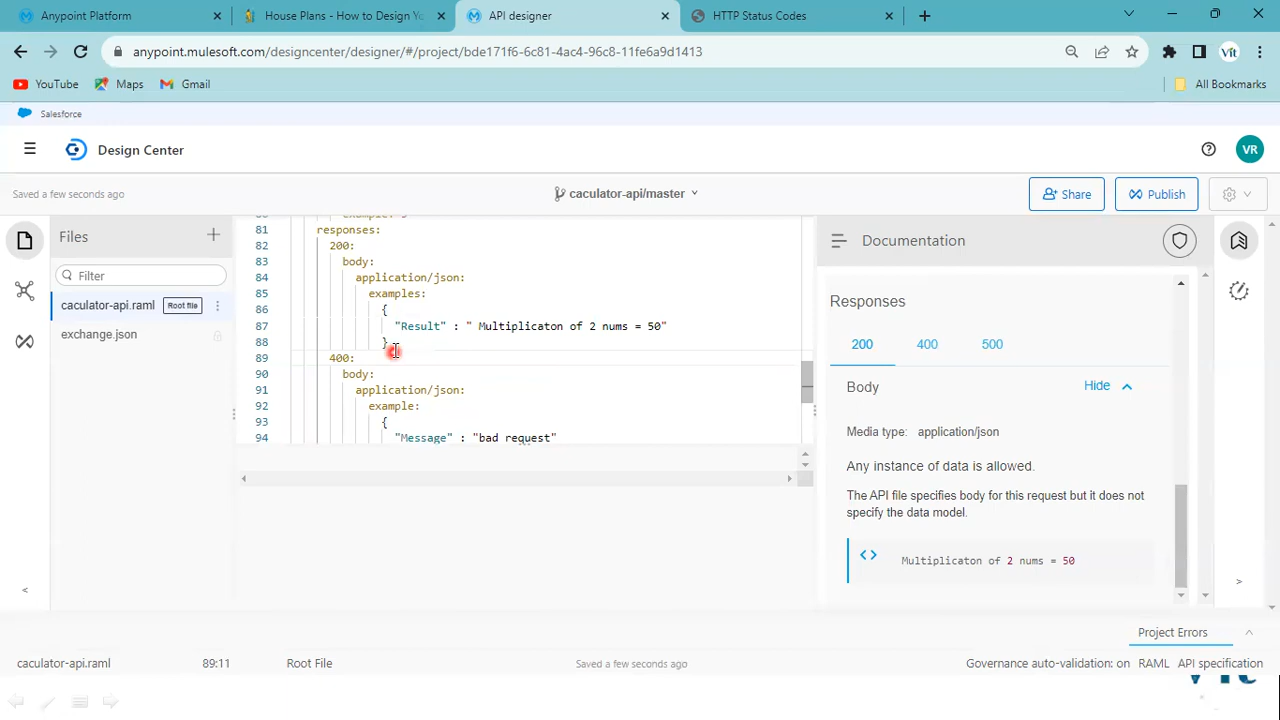 Anypoint Platform
House Plans - How to Design Yo
API designer
HTTP Status Codes
anypoint.mulesoft.com/designcenter/designer/#/project/bde171f6-6c81-4ac4-96c8-11fe6a9d1413
Vit
YouTube
Maps
Gmail
All Bookmarks
Salesforce
Design Center
VR
Saved a few seconds ago
caculator-api/master
Share
Publish
Files
Filter
caculator-api.raml
Root file
exchange.json
81 responses:
82 200:
83 body:
84 application/json:
85 examples:
86 {
87 "Result" : " Multiplicaton of 2 nums = 50"
88 }
89 400:
90 body:
91 application/json:
92 example:
93 {
94 "Message" : "bad request"
Documentation
Responses
200 400 500
Body
Hide
Media type: application/json
Any instance of data is allowed.
The API file specifies body for this request but it does not
specify the data model.
Multiplicaton of 2 nums = 50
Project Errors
caculator-api.raml
89:11
Root File
Saved a few seconds ago
Governance auto-validation: on
RAML
API specification